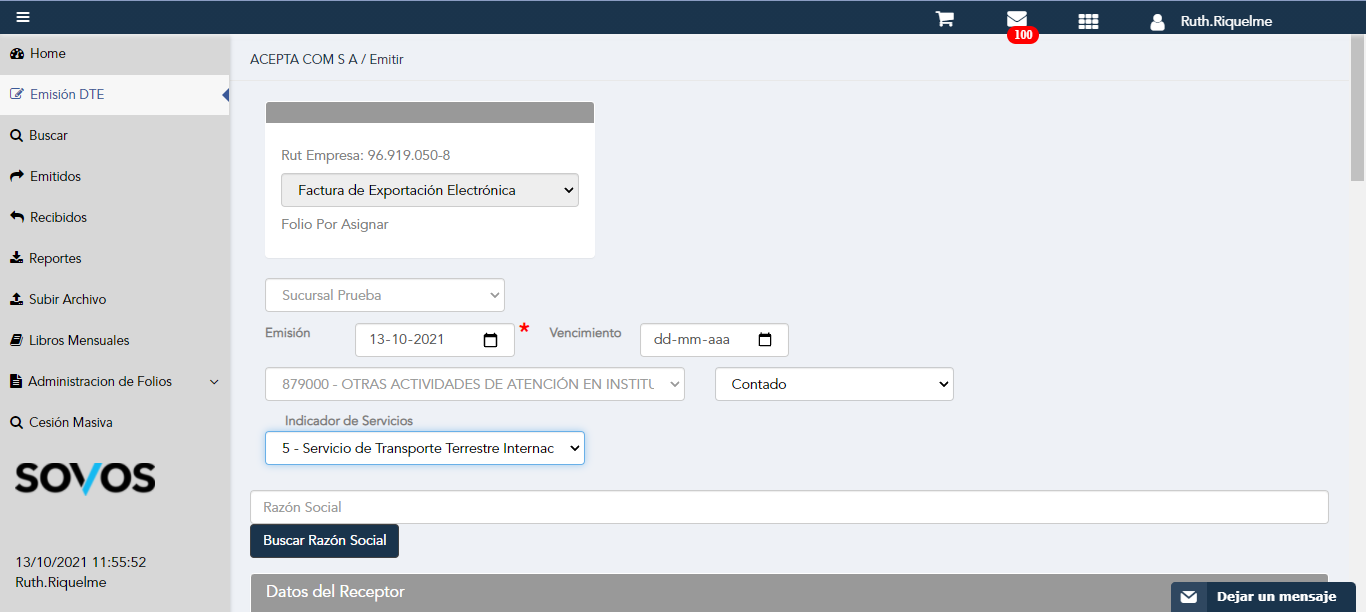 100
Ruth.Riquelme
Home
Emisión DTE
Buscar
Emitidos
Recibidos
Reportes
Subir Archivo
Libros Mensuales
Administracion de Folios
Cesión Masiva
SOVOS
13/10/2021 11:55:52
Ruth.Riquelme
ACEPTA COM S A / Emitir
Rut Empresa: 96.919.050-8
Factura de Exportación Electrónica
Folio Por Asignar
Sucursal Prueba
Emisión 13-10-2021 * Vencimiento dd-mm-aaa
879000 - OTRAS ACTIVIDADES DE ATENCIÓN EN INSTITU Contado
Indicador de Servicios
5 - Servicio de Transporte Terrestre Internac
Razón Social
Buscar Razón Social
Datos del Receptor
Dejar un mensaje